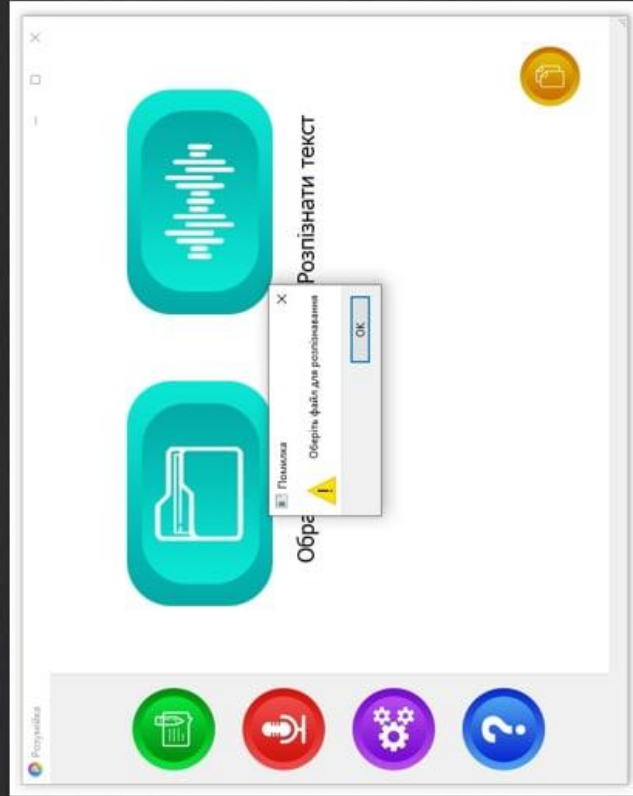 Розумійка
Помилка
Оберіть файл для розпізнавання
OK
Обра
Розпізнати текст